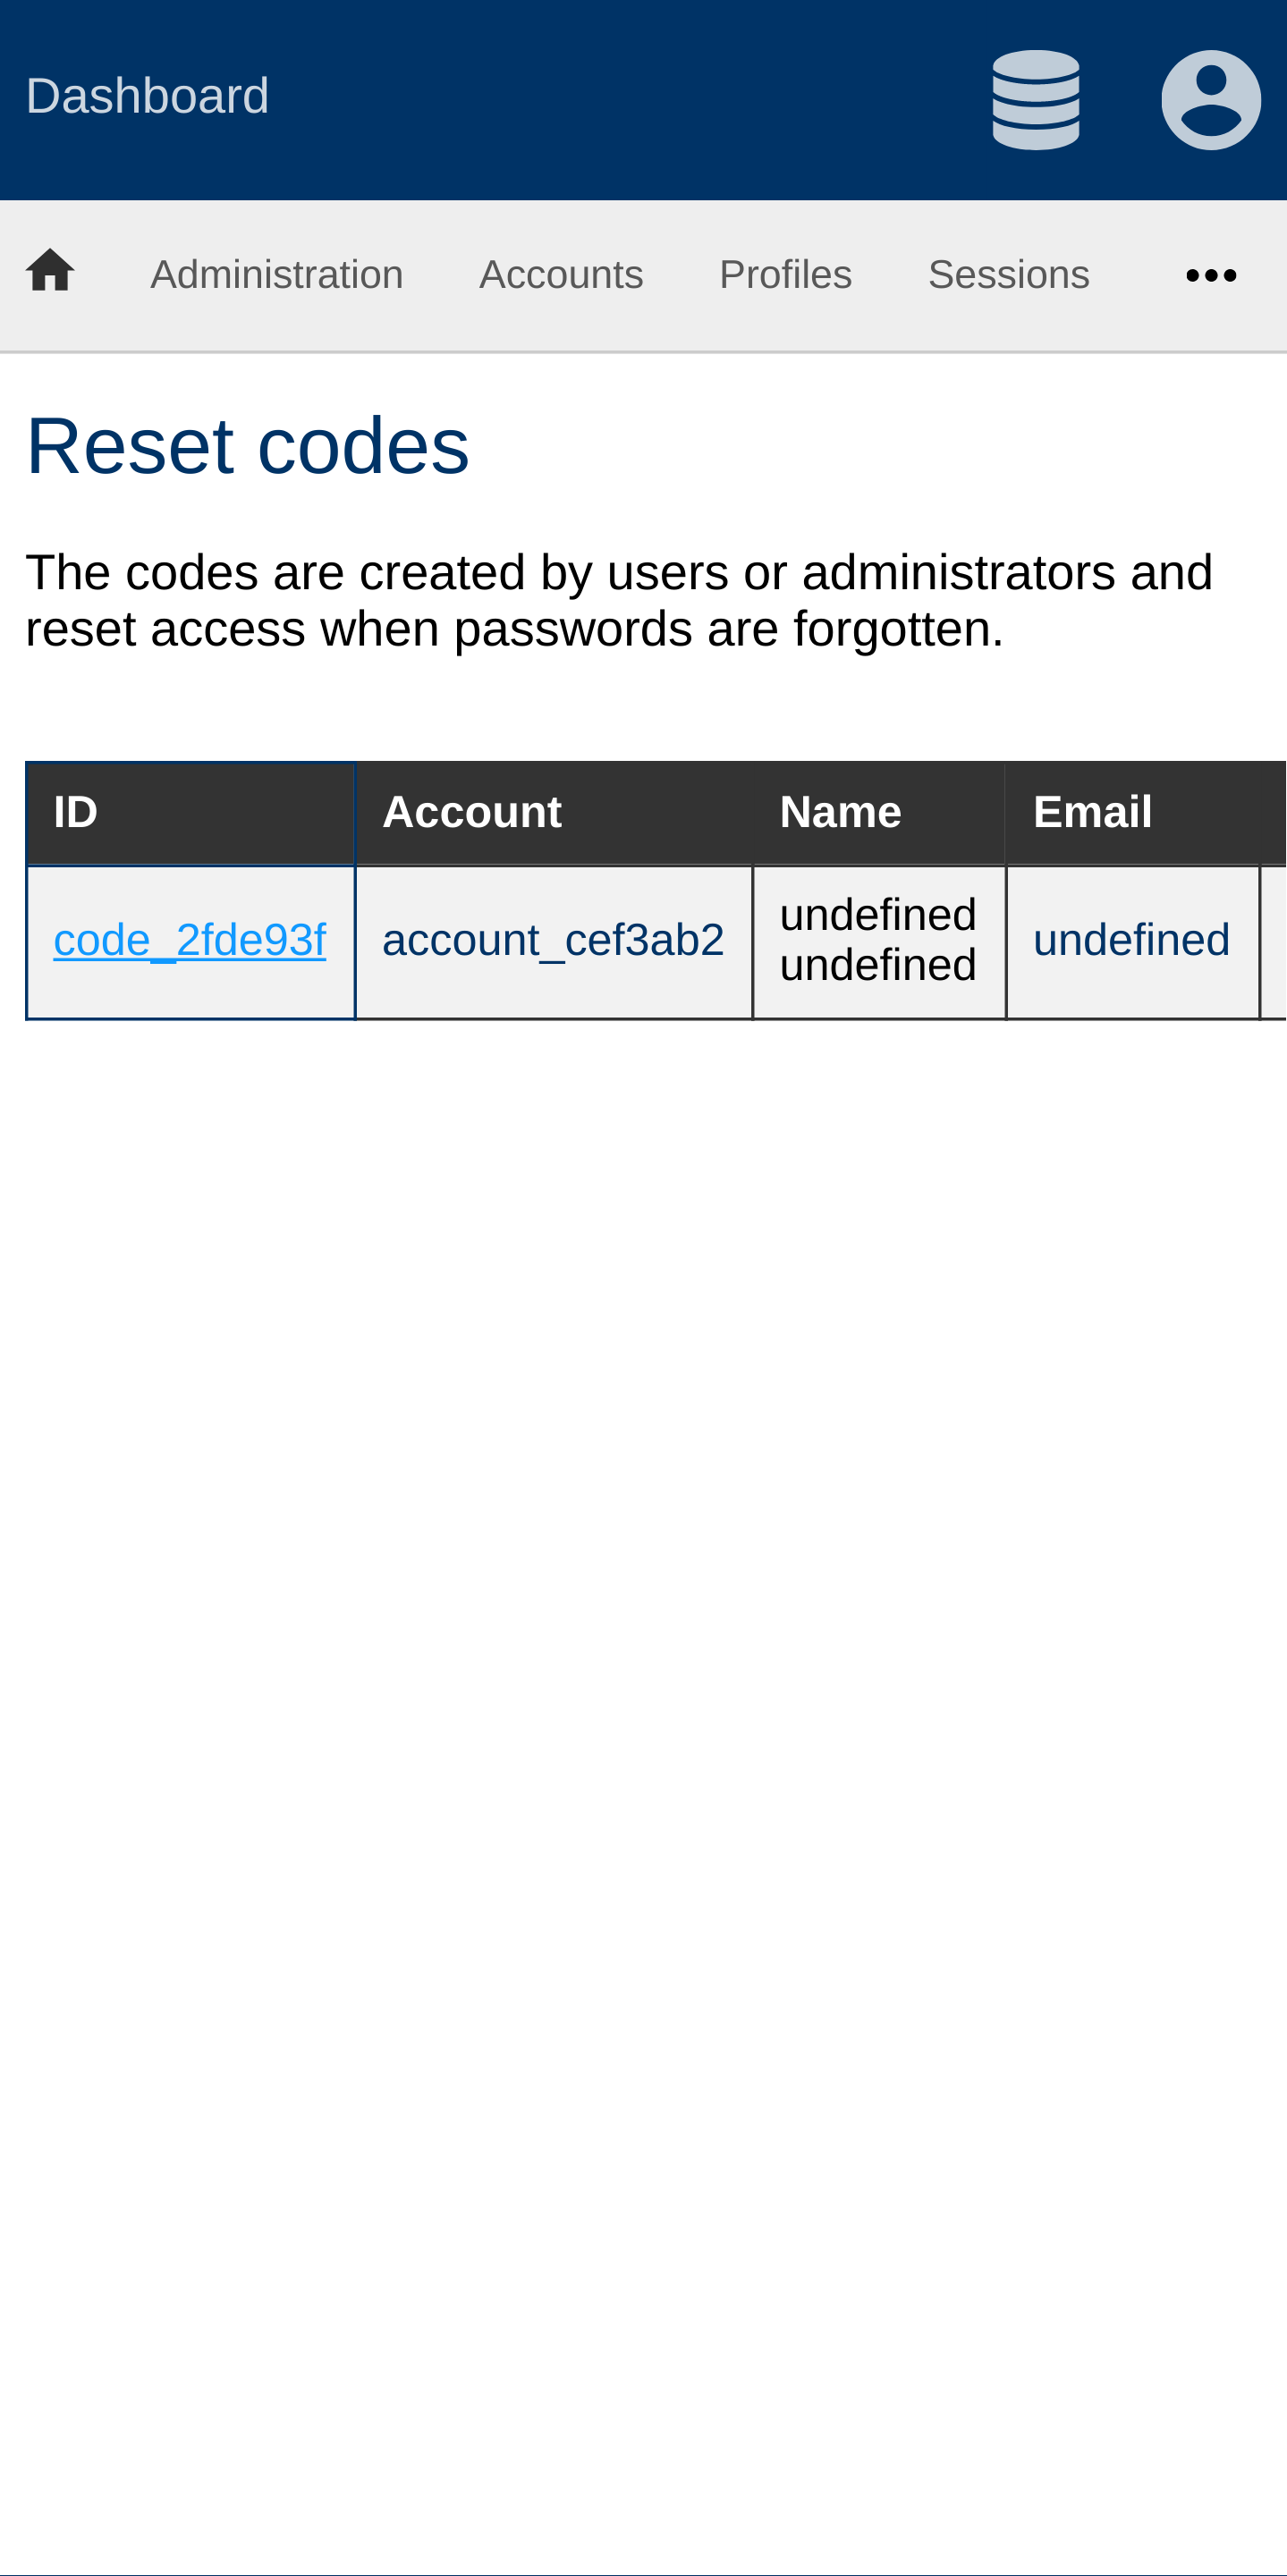 Dashboard
Administration Accounts Profiles Sessions •••
Reset codes
The codes are created by users or administrators and
reset access when passwords are forgotten.
ID Account Name Email
code_2fde93f account_cef3ab2 undefined undefined undefined